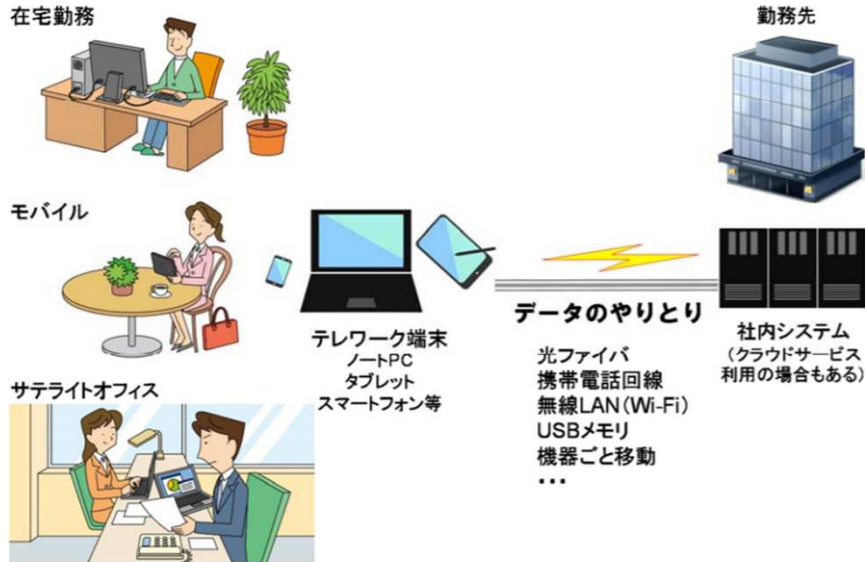 在宅勤務
勤務先
モバイル
テレワーク端末
ノートPC
タブレット
スマートフォン等
データのやりとり
光ファイバ
携帯電話回線
無線LAN(Wi-Fi)
USBメモリ
機器ごと移動
・・・
社内システム
(クラウドサービス
利用の場合もある)
サテライトオフィス